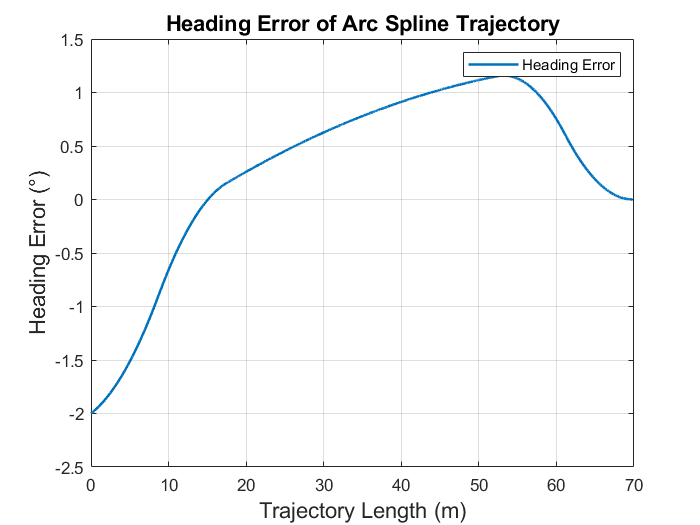 Heading Error of Arc Spline Trajectory
Heading Error
1.5
1
0.5
0
-0.5
-1
-1.5
-2
-2.5
Heading Error (°)
0 10 20 30 40 50 60 70
Trajectory Length (m)